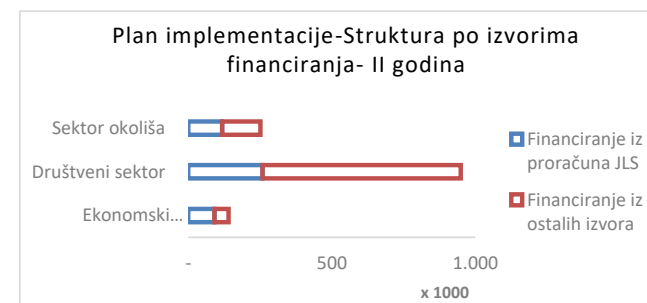 Plan implementacije-Struktura po izvorima
financiranja- II godina
Sektor okoliša
Društveni sektor
Ekonomski...
-
500
1.000
x 1000
Financiranje iz
proračuna JLS
Financiranje iz
ostalih izvora